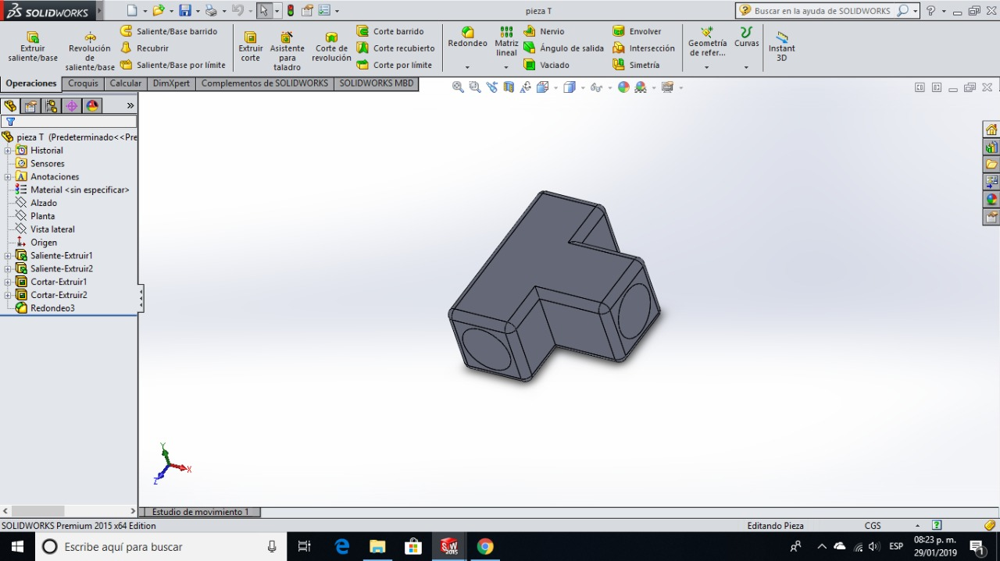 SOLIDWORKS
pieza T
Buscar en la ayuda de SOLIDWORKS
Extruir saliente/base
Revolución de saliente/base
Saliente/Base barrido
Recubrir
Saliente/Base por límite
Extruir corte
Asistente para taladro
Corte de revolución
Corte barrido
Corte recubierto
Corte por límite
Redondeo
Matriz lineal
Nervio
Ángulo de salida
Vaciado
Envolver
Intersección
Simetría
Geometría de refer...
Curvas
Instant 3D
Operaciones
Croquis
Calcular
DimXpert
Complementos de SOLIDWORKS
SOLIDWORKS MBD
pieza T (Predeterminado<<Pre
Historial
Sensores
Anotaciones
Material <sin especificar>
Alzado
Planta
Vista lateral
Origen
Saliente-Extruir1
Saliente-Extruir2
Cortar-Extruir1
Cortar-Extruir2
Redondeo3
Y
X
Z
Estudio de movimiento 1
SOLIDWORKS Premium 2015 x64 Edition
Editando Pieza
CGS
Escribe aquí para buscar
SW
2015
ESP
08:23 p. m.
29/01/2019
1